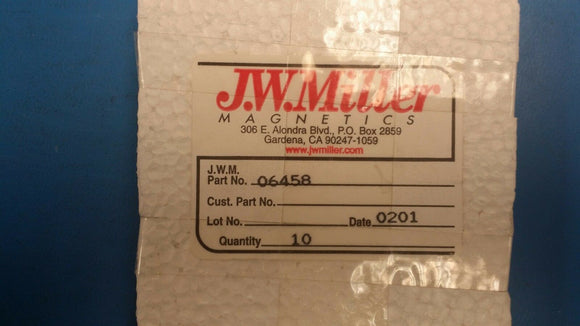 J.W.Miller
MAGNETICS
306 E. Alondra Blvd., P.O. Box 2859
Gardena, CA 90247-1059
www.jwmiller.com
J.W.M.
Part No. 06458
Cust. Part No.
Lot No. Date 0201
Quantity 10